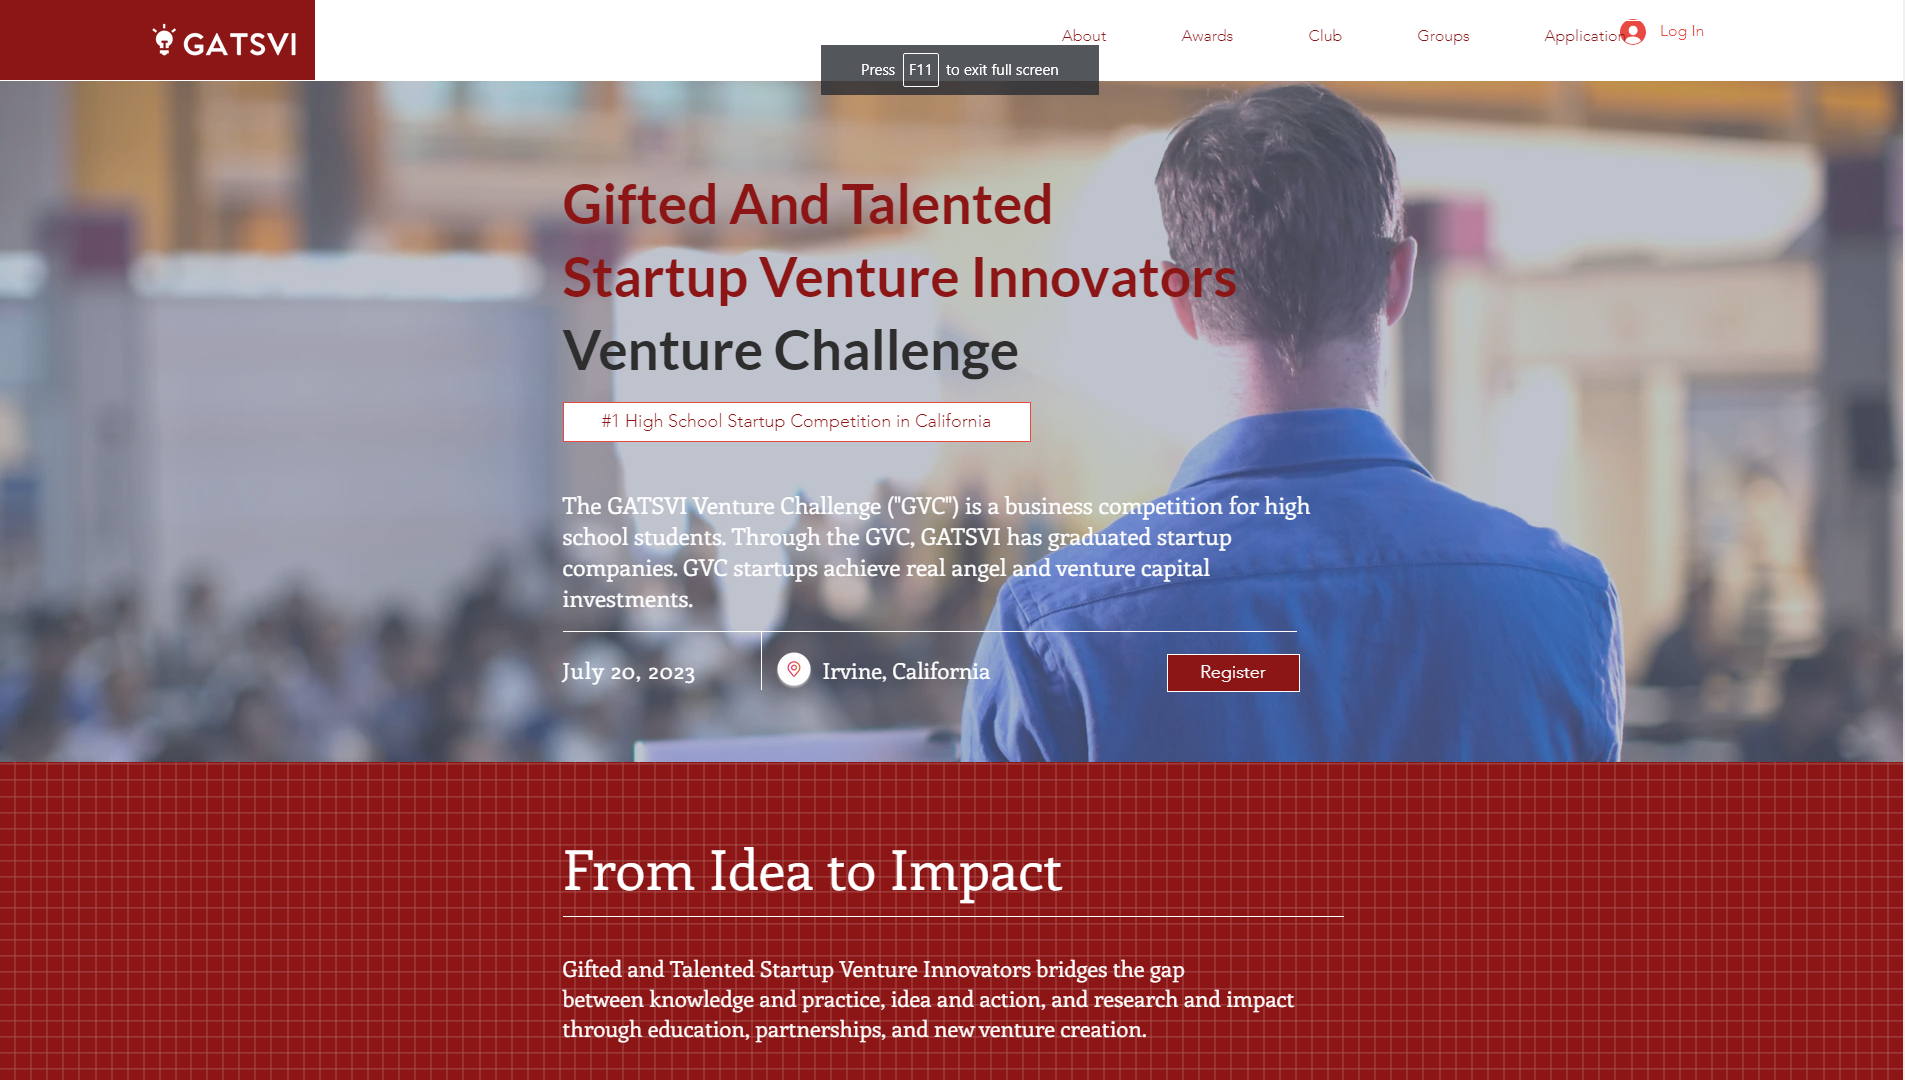 GATSVI
About
Awards
Club
Groups
Application
Log In
Press F11 to exit full screen
Gifted And Talented
Startup Venture Innovators
Venture Challenge
#1 High School Startup Competition in California
The GATSVI Venture Challenge ("GVC") is a business competition for high
school students. Through the GVC, GATSVI has graduated startup
companies. GVC startups achieve real angel and venture capital
investments.
July 20, 2023
Irvine, California
Register
From Idea to Impact
Gifted and Talented Startup Venture Innovators bridges the gap
between knowledge and practice, idea and action, and research and impact
through education, partnerships, and new venture creation.